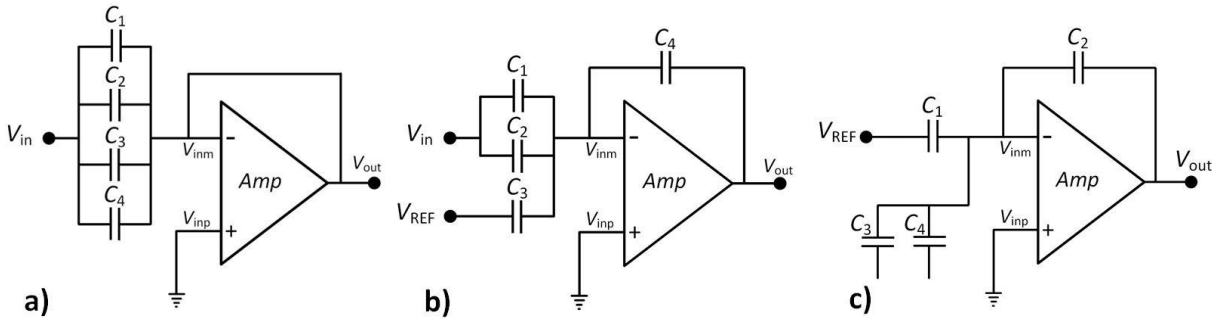 C1
C2
C3
C4
Vin
Vinm
Vinp
Amp
Vout
a)
C1
C2
C3
C4
Vin
VREF
Vinm
Vinp
Amp
Vout
b)
C1
C2
C3
C4
VREF
Vinm
Vinp
Amp
Vout
c)